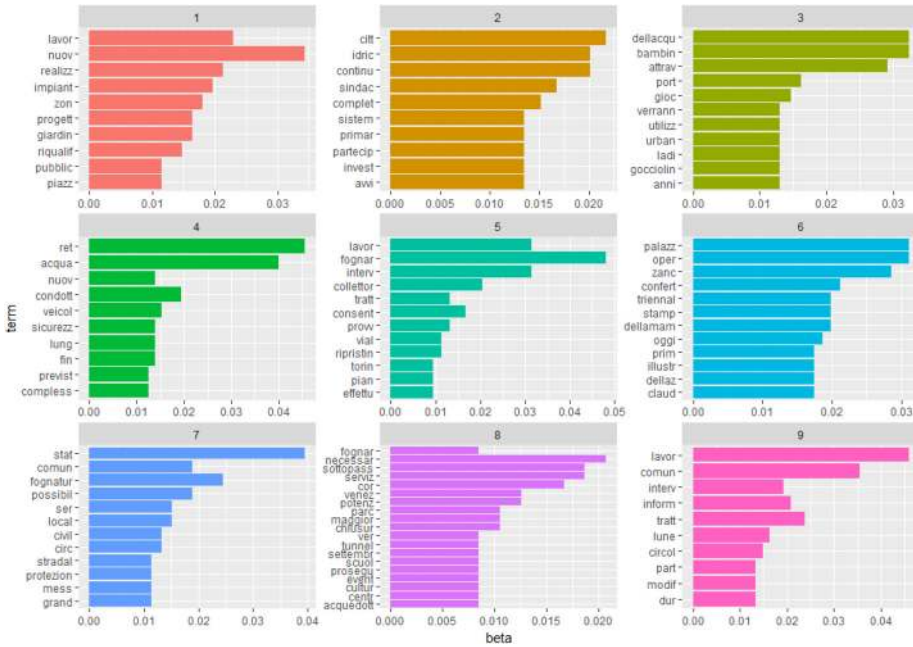 1
lavor
nuov
realizz
impiant
zon
progett
giardin
riqualif
pubblic
piazz
0.00 0.01 0.02 0.03
2
citt
idric
continu
sindac
complet
sistem
primar
partecip
invest
avvi
0.000 0.005 0.010 0.015 0.020
3
dellacqu
bambin
attrav
port
gioc
verrann
utilizz
urban
ladi
gocciolin
anni
0.00 0.01 0.02 0.03
term
4
ret
acqua
nuov
condott
veicol
sicurezz
lung
fin
previst
compless
0.00 0.01 0.02 0.03 0.04
5
lavor
fognar
interv
collettor
tratt
consent
provv
vial
ripristin
torin
pian
effettu
0.00 0.01 0.02 0.03 0.04 0.05
6
palazz
oper
zanc
confert
triennal
stamp
dellamam
oggi
prim
illustr
dellaz
claud
0.00 0.01 0.02 0.03
7
stat
comun
fognatur
possibil
ser
local
civil
circ
stradal
protezion
mess
grand
0.00 0.01 0.02 0.03 0.04
8
fognar
necessar
sottopass
serviz
cor
venez
potenz
parc
maggior
chiusur
ver
tunnel
settembr
scuol
prosegu
event
cultur
centr
acquedott
0.000 0.005 0.010 0.015 0.020
9
lavor
comun
interv
inform
tratt
lune
circol
part
modif
dur
0.00 0.01 0.02 0.03 0.04
beta